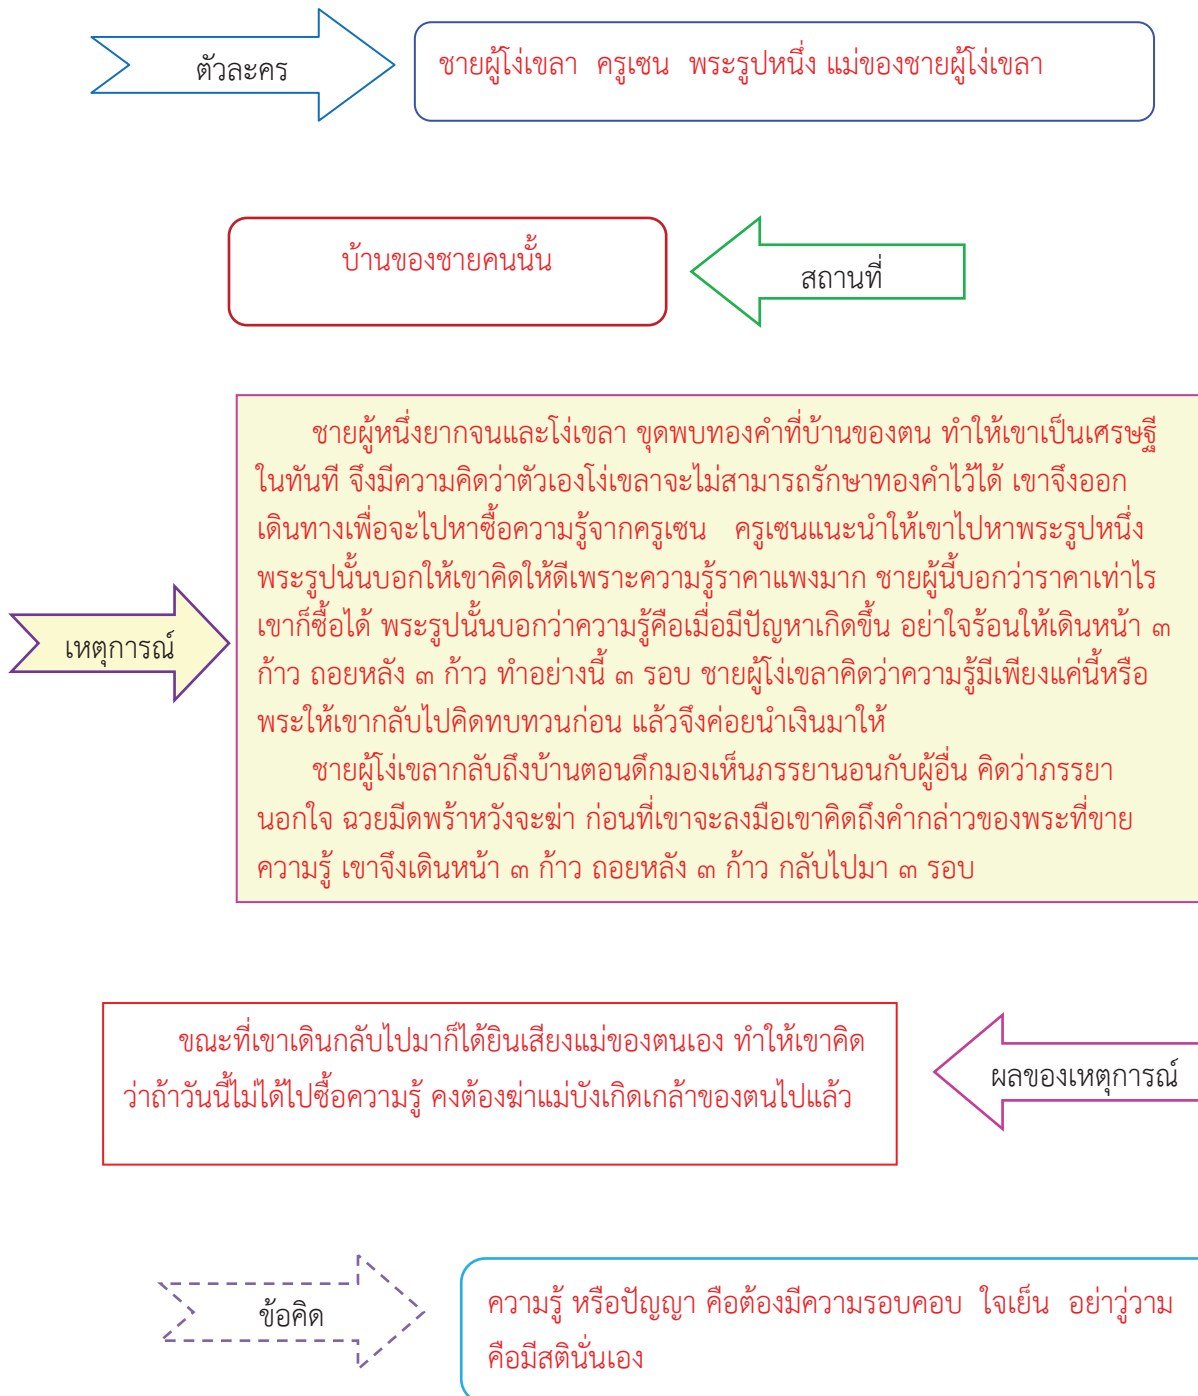 ตัวละคร
ชายผู้โง่เขลา ครูเซน พระรูปหนึ่ง แม่ของชายผู้โง่เขลา
บ้านของชายคนนั้น
สถานที่
ชายผู้หนึ่งยากจนและโง่เขลา ขุดพบทองคำที่บ้านของตน ทำให้เขาเป็นเศรษฐี
ในทันที จึงมีความคิดว่าตัวเองโง่เขลาจะไม่สามารถรักษาทองคำไว้ได้ เขาจึงออก
เดินทางเพื่อจะไปหาซื้อความรู้จากครูเซน ครูเซนแนะนำให้เขาไปหาพระรูปหนึ่ง
พระรูปนั้นบอกให้เขาคิดให้ดีเพราะความรู้ราคาแพงมาก ชายผู้นี้บอกว่าราคาเท่าไร
เขาก็ซื้อได้ พระรูปนั้นบอกว่าความรู้คือเมื่อมีปัญหาเกิดขึ้น อย่าใจร้อนให้เดินหน้า ๓
ก้าว ถอยหลัง ๓ ก้าว ทำอย่างนี้ ๓ รอบ ชายผู้โง่เขลาคิดว่าความรู้มีเพียงแค่นี้หรือ
พระให้เขากลับไปคิดทบทวนก่อน แล้วจึงค่อยนำเงินมาให้
ชายผู้โง่เขลากลับถึงบ้านตอนดึกมองเห็นภรรยานอนกับผู้อื่น คิดว่าภรรยา
นอกใจ ฉวยมีดพร้าหวังจะฆ่า ก่อนที่เขาจะลงมือเขาคิดถึงคำกล่าวของพระที่ขาย
ความรู้ เขาจึงเดินหน้า ๓ ก้าว ถอยหลัง ๓ ก้าว กลับไปมา ๓ รอบ
เหตุการณ์
ขณะที่เขาเดินกลับไปมาก็ได้ยินเสียงแม่ของตนเอง ทำให้เขาคิด
ว่าถ้าวันนี้ไม่ได้ไปซื้อความรู้ คงต้องฆ่าแม่บังเกิดเกล้าของตนไปแล้ว
ผลของเหตุการณ์
ข้อคิด
ความรู้ หรือปัญญา คือต้องมีความรอบคอบ ใจเย็น อย่าวู่วาม
คือมีสตินั่นเอง